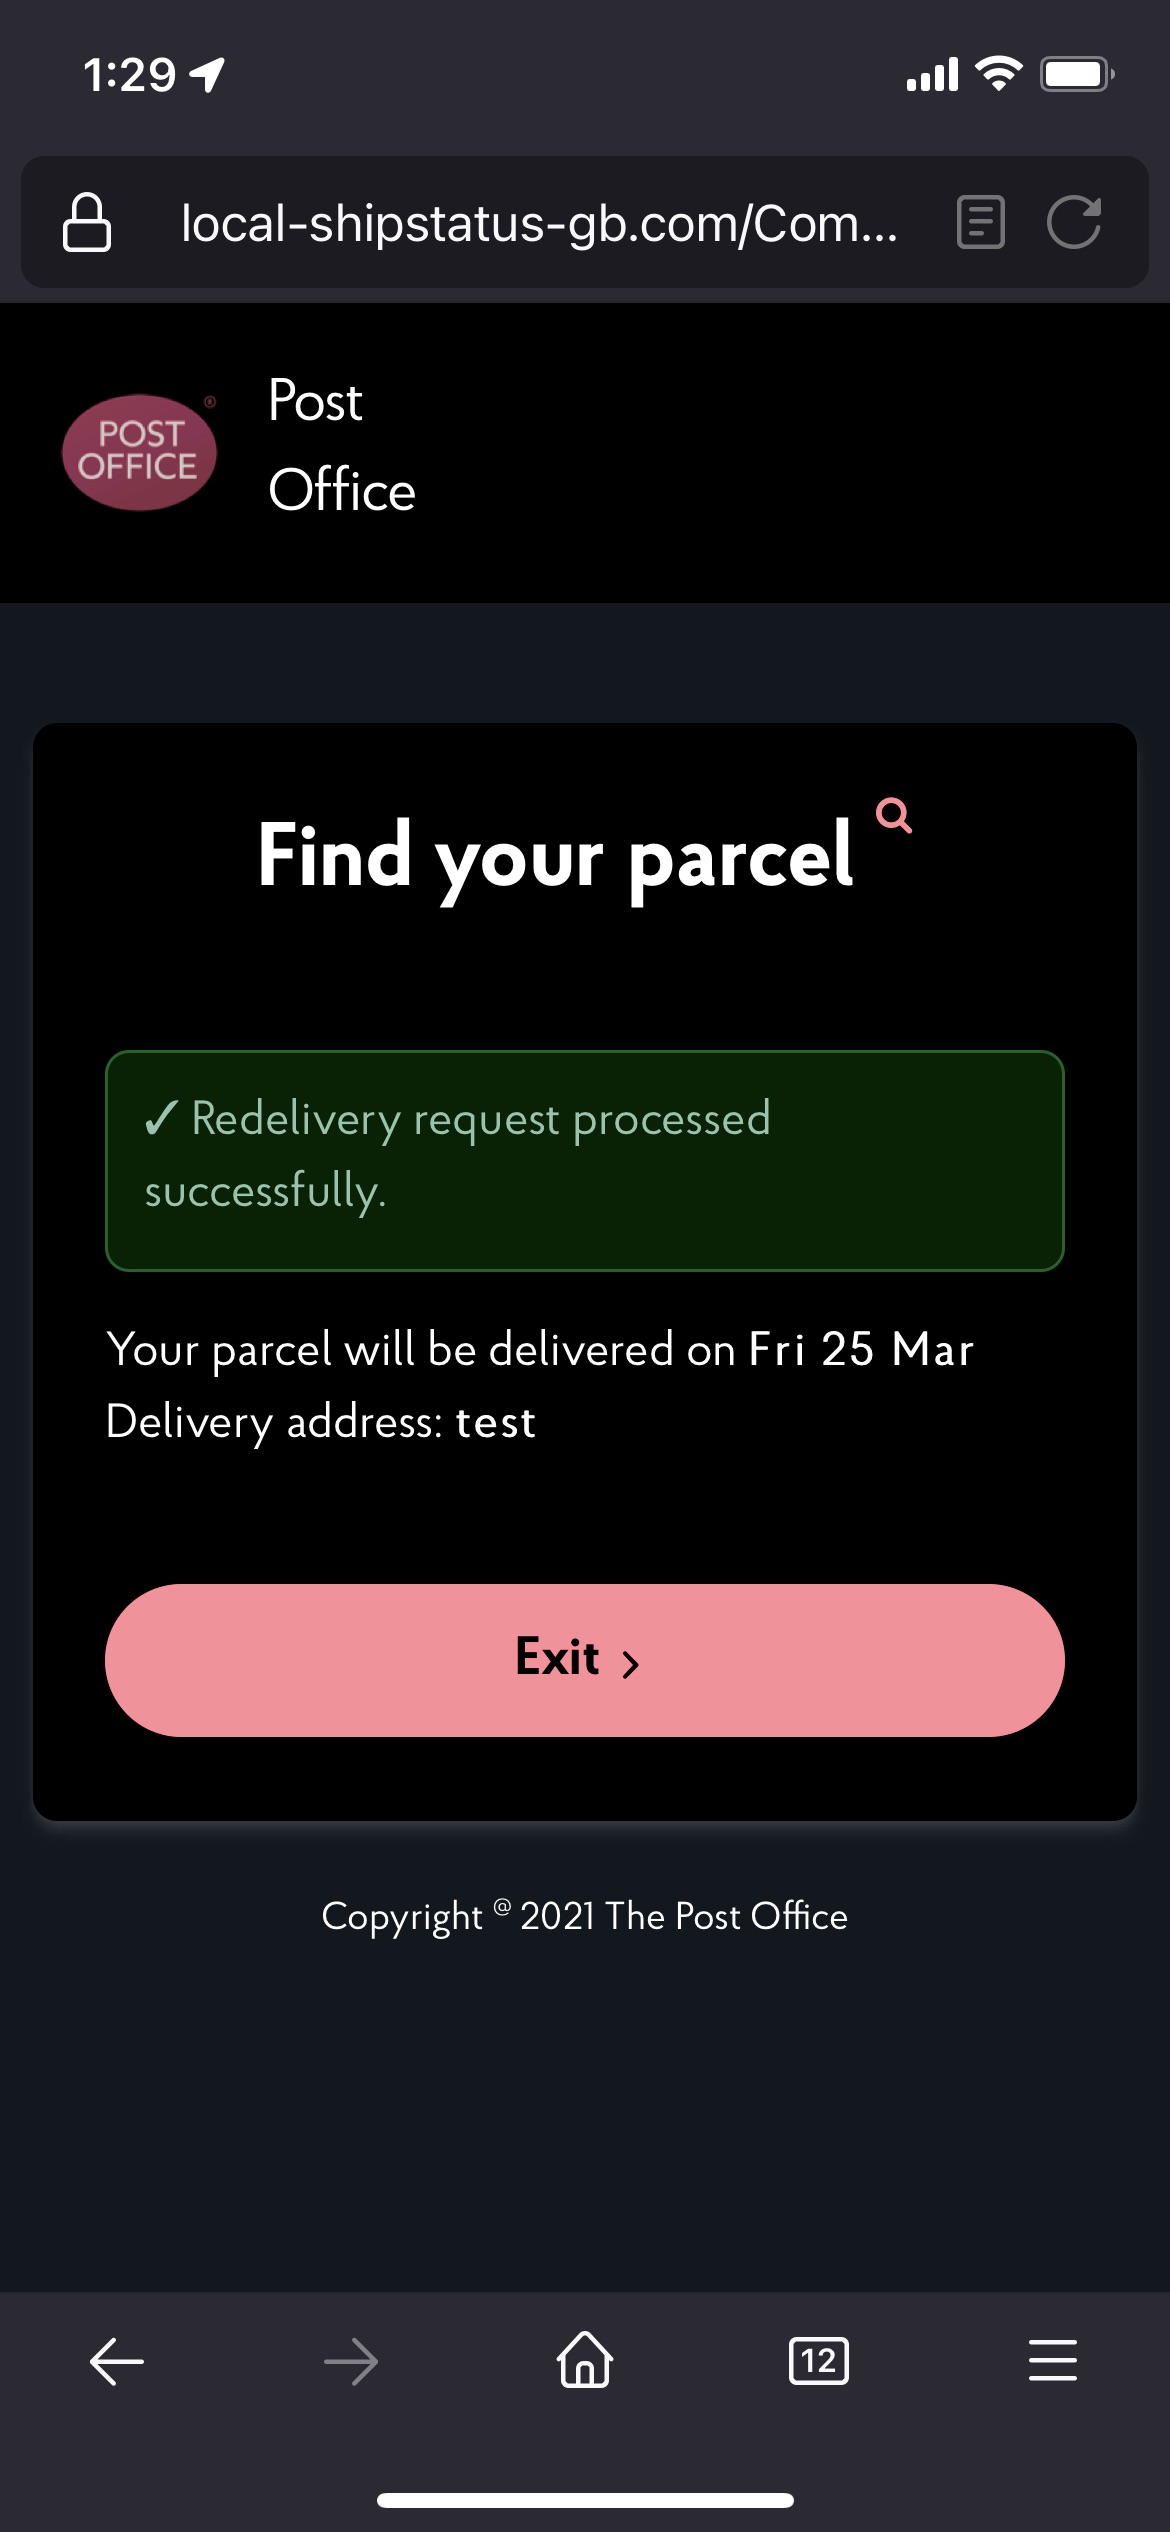 1:29
local-shipstatus-gb.com/Com...
POST
OFFICE
®
Post
Office
Find your parcel
✓ Redelivery request processed
successfully.
Your parcel will be delivered on Fri 25 Mar
Delivery address: test
Exit
Copyright @ 2021 The Post Office
12